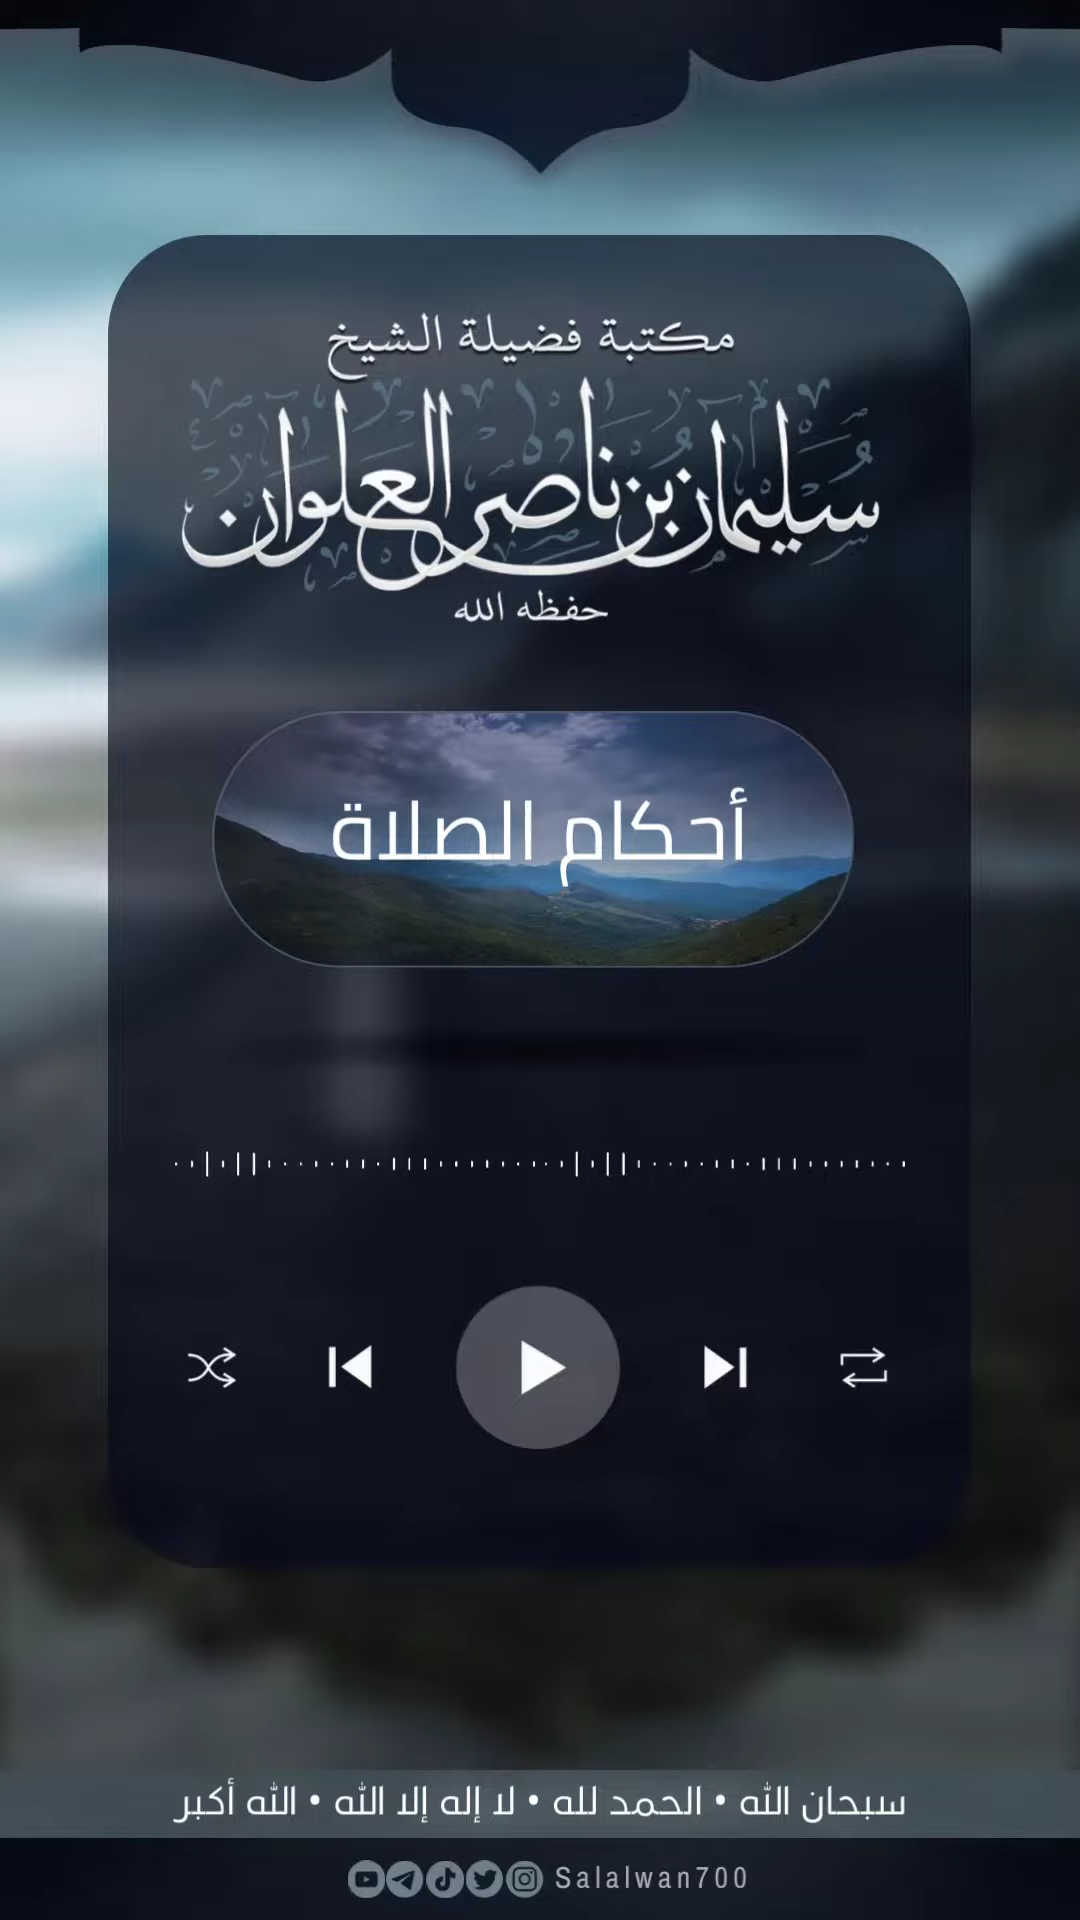 مكتبة فضيلة الشيخ
سليمان بن ناصر العلوان
حفظه الله
أحكام الصلاة
سبحان الله • الحمد لله • لا إله إلا الله • الله أكبر
Salalwan700